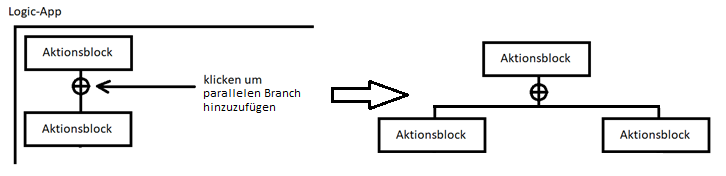 Logic-App
Aktionsblock
klicken um
parallelen Branch
hinzuzufügen
Aktionsblock
Aktionsblock
Aktionsblock
Aktionsblock